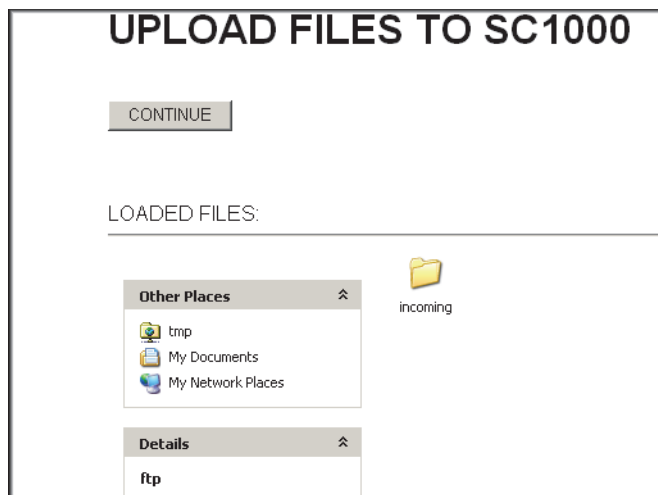 UPLOAD FILES TO SC1000
CONTINUE
LOADED FILES:
Other Places
tmp
My Documents
My Network Places
incoming
Details
ftp